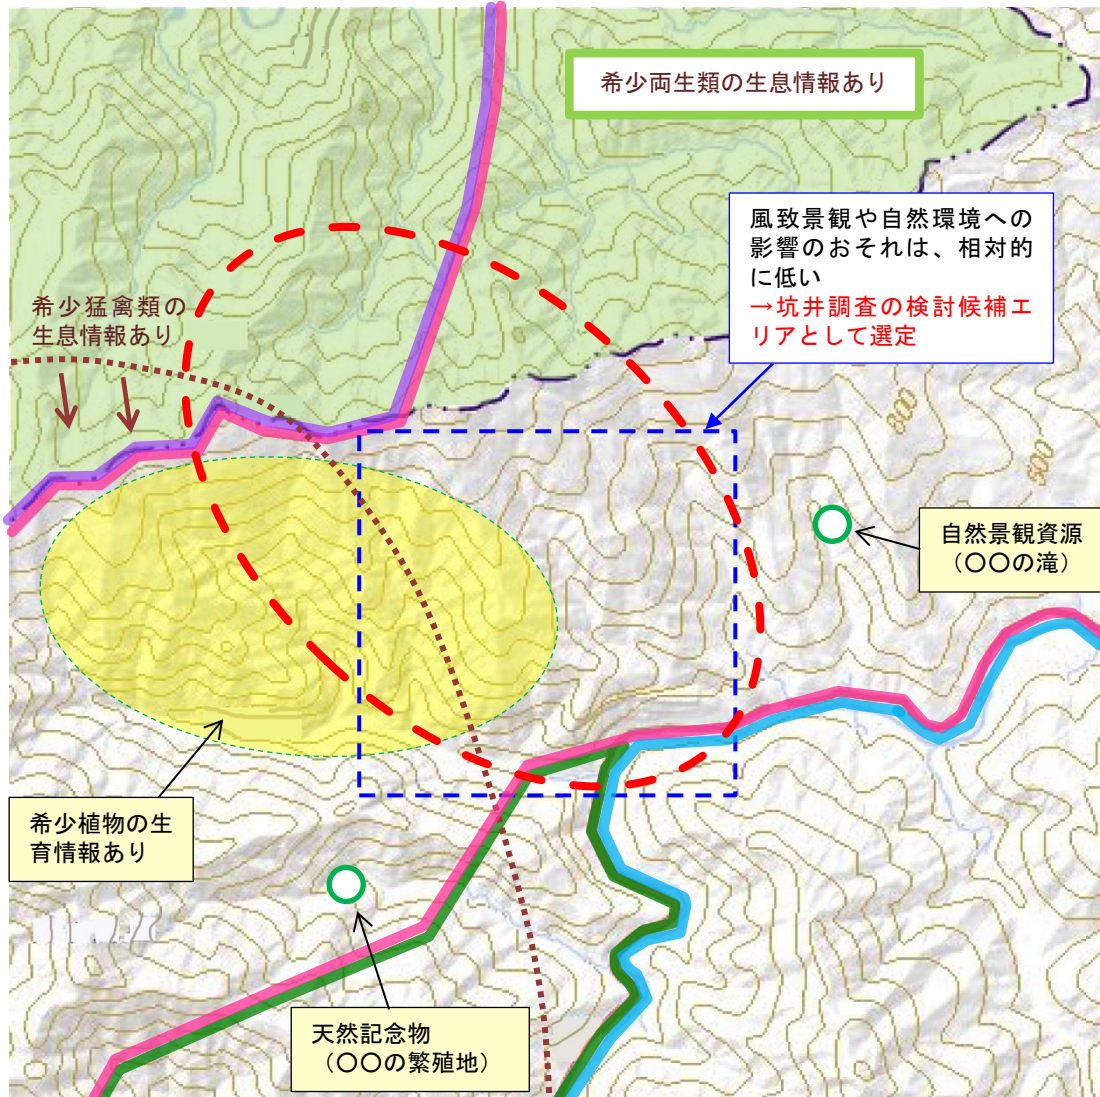 希少両生類の生息情報あり
風致景観や自然環境への
影響のおそれは、相対的
に低い
→坑井調査の検討候補エ
リアとして選定
希少猛禽類の
生息情報あり
800
500
自然景観資源
（〇〇の滝）
希少植物の生
育情報あり
天然記念物
（〇〇の繁殖地）